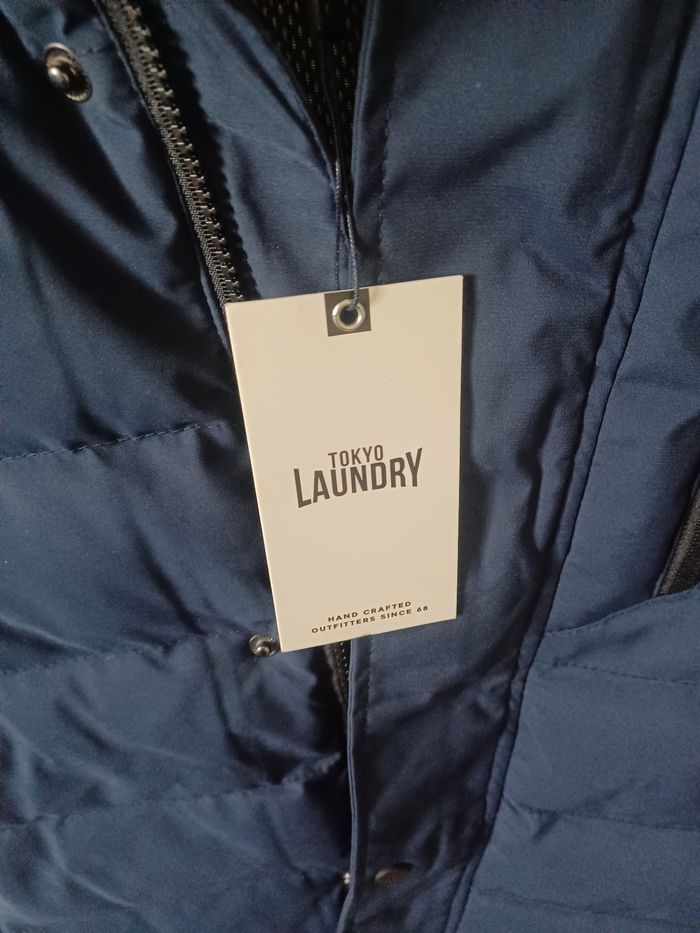 TOKYO
LAUNDRY
HAND CRAFTED
OUTFITTERS SINCE 68